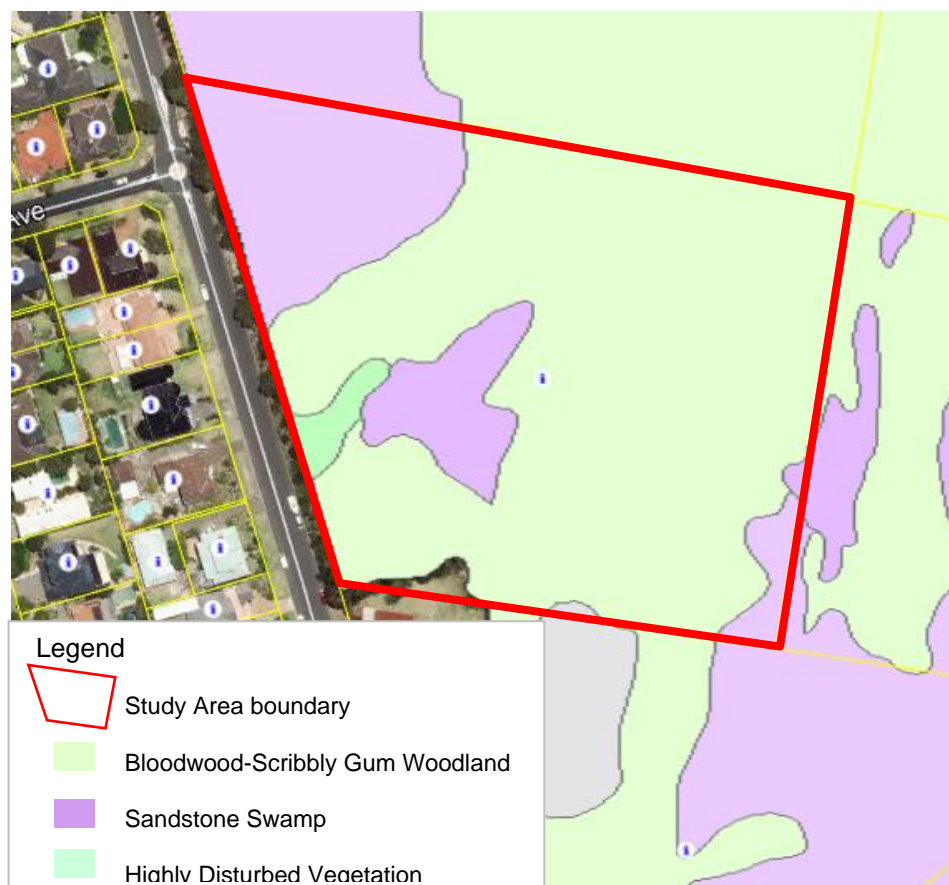 Ave
Legend
Study Area boundary
Bloodwood-Scribbly Gum Woodland
Sandstone Swamp
Highly Disturbed Vegetation